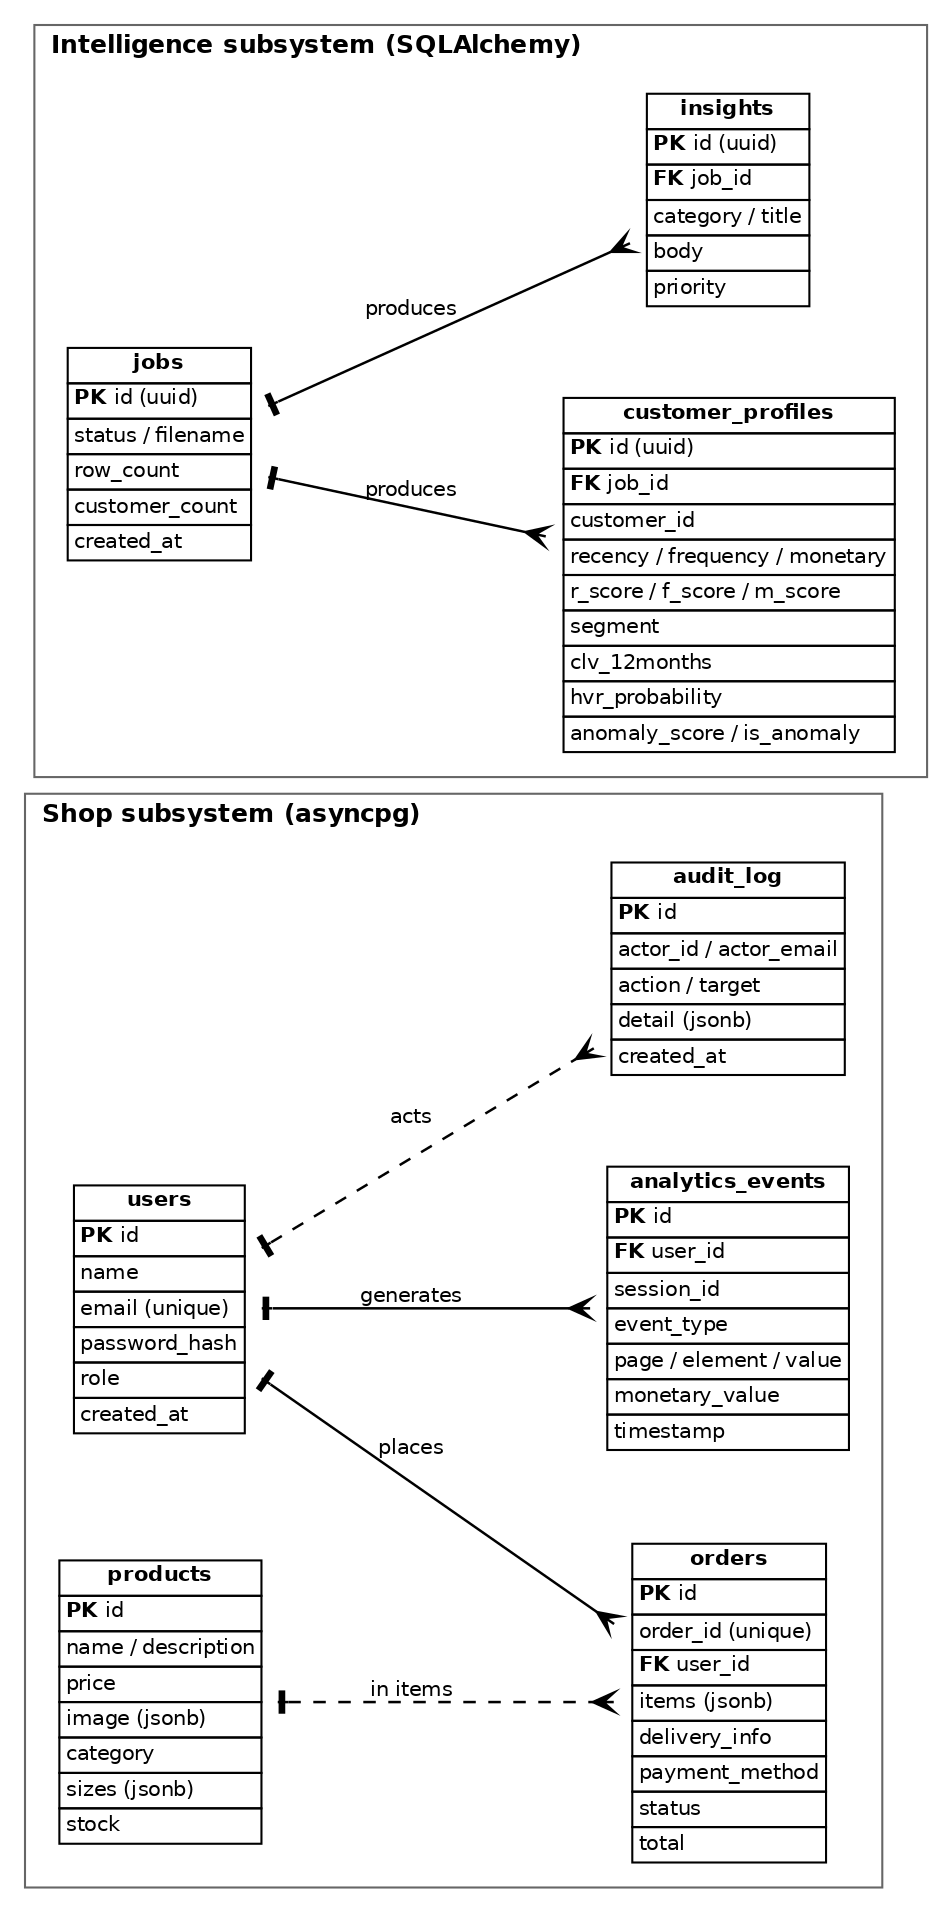 Intelligence subsystem (SQLAlchemy)
insights
PK id (uuid)
FK job_id
category / title
body
priority
produces
jobs
PK id (uuid)
status / filename
row_count
customer_count
created_at
produces
customer_profiles
PK id (uuid)
FK job_id
customer_id
recency / frequency / monetary
r_score / f_score / m_score
segment
clv_12months
hvr_probability
anomaly_score / is_anomaly
Shop subsystem (asyncpg)
audit_log
PK id
actor_id / actor_email
action / target
detail (jsonb)
created_at
acts
users
PK id
name
email (unique)
password_hash
role
created_at
generates
analytics_events
PK id
FK user_id
session_id
event_type
page / element / value
monetary_value
timestamp
places
products
PK id
name / description
price
image (jsonb)
category
sizes (jsonb)
stock
in items
orders
PK id
order_id (unique)
FK user_id
items (jsonb)
delivery_info
payment_method
status
total